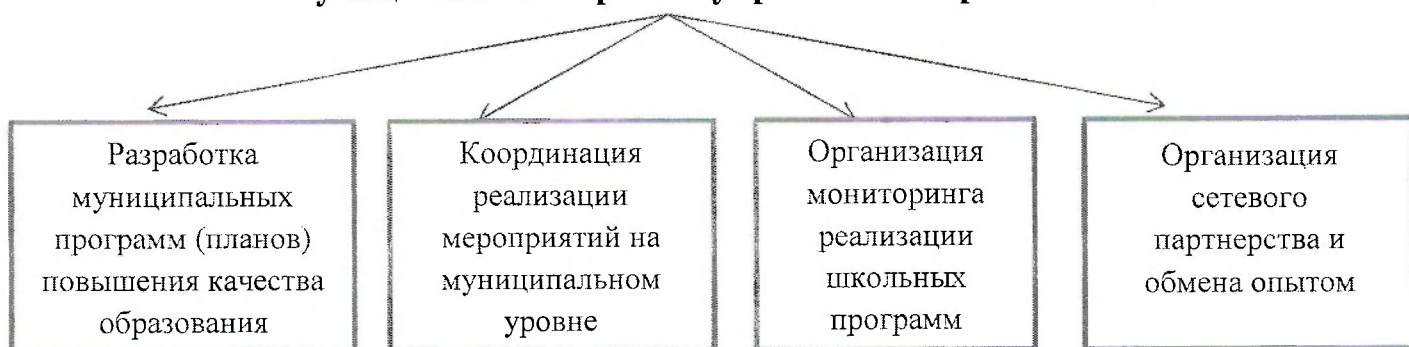 Разработка
муниципальных
программ (планов)
повышения качества
образования
Координация
реализации
мероприятий на
муниципальном
уровне
Организация
мониторинга
реализации
школьных
программ
Организация
сетевого
партнерства и
обмена опытом